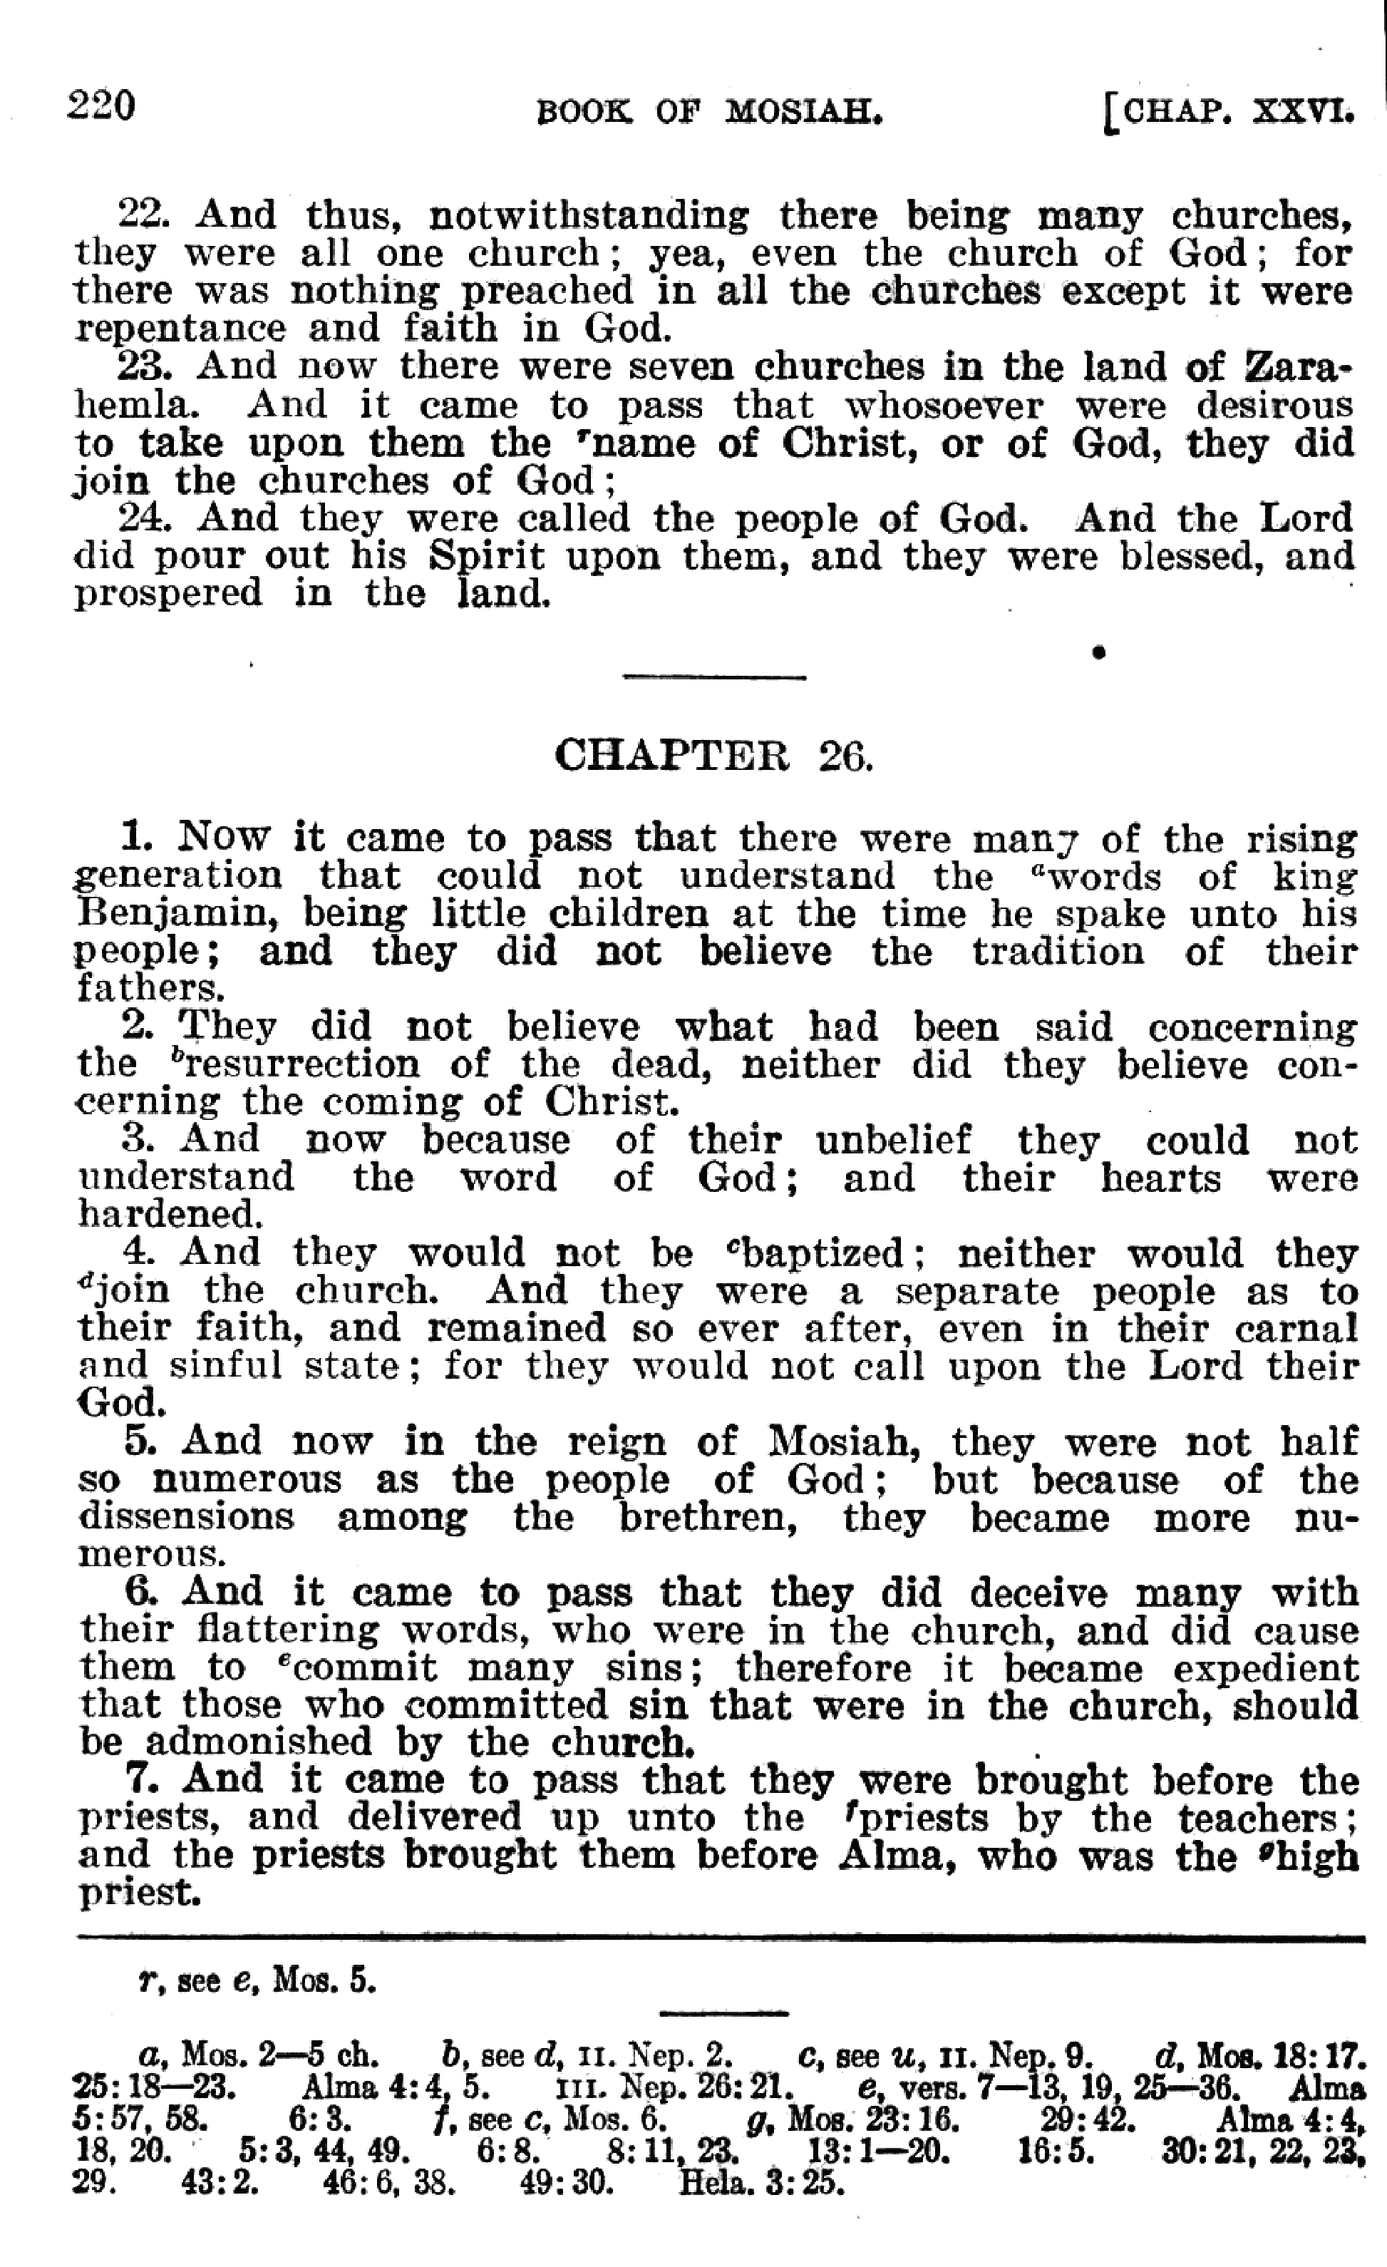 220 BOOK OF MOSIAH. [CHAP. XXVI.
22. And thus, notwithstanding there being many churches,
they were all one church; yea, even the church of God; for
there was nothing preached in all the churches except it were
repentance and faith in God.
23. And now there were seven churches in the land of Zara-
hemla. And it came to pass that whosoever were desirous
to take upon them the ʳname of Christ, or of God, they did
join the churches of God;
24. And they were called the people of God. And the Lord
did pour out his Spirit upon them, and they were blessed, and
prospered in the land.
CHAPTER 26.
1. Now it came to pass that there were many of the rising
generation that could not understand the ᵃwords of king
Benjamin, being little children at the time he spake unto his
people; and they did not believe the tradition of their
fathers.
2. They did not believe what had been said concerning
the ᵇresurrection of the dead, neither did they believe con-
cerning the coming of Christ.
3. And now because of their unbelief they could not
understand the word of God; and their hearts were
hardened.
4. And they would not be ᶜbaptized; neither would they
ᵈjoin the church. And they were a separate people as to
their faith, and remained so ever after, even in their carnal
and sinful state; for they would not call upon the Lord their
God.
5. And now in the reign of Mosiah, they were not half
so numerous as the people of God; but because of the
dissensions among the brethren, they became more nu-
merous.
6. And it came to pass that they did deceive many with
their flattering words, who were in the church, and did cause
them to ᵉcommit many sins; therefore it became expedient
that those who committed sin that were in the church, should
be admonished by the church.
7. And it came to pass that they were brought before the
priests, and delivered up unto the ᶠpriests by the teachers;
and the priests brought them before Alma, who was the ᵍhigh
priest.
r, see e, Mos. 5.
a, Mos. 2—5 ch. b, see d, II. Nep. 2. c, see u, II. Nep. 9. d, Mos. 18:17.
25:18—23. Alma 4:4, 5. III. Nep. 26:21. e, vers. 7—13, 19, 25—36. Alma
5:57, 58. 6:3. f, see c, Mos. 6. g, Mos. 23:16. 29:42. Alma 4:4,
18, 20. 5:3, 44, 49. 6:8. 8:11, 23. 13:1—20. 16:5. 30:21, 22, 23,
29. 43:2. 46:6, 38. 49:30. Hela. 3:25.